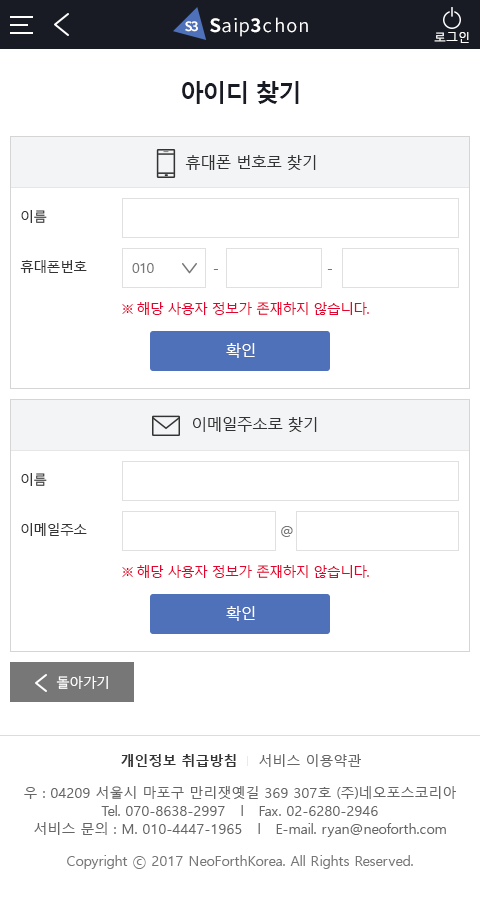 S3 Saip3chon
로그인
아이디 찾기
휴대폰 번호로 찾기
이름
휴대폰번호 010 - -
※ 해당 사용자 정보가 존재하지 않습니다.
확인
이메일주소로 찾기
이름
이메일주소 @
※ 해당 사용자 정보가 존재하지 않습니다.
확인
돌아가기
개인정보 취급방침 | 서비스 이용약관
우 : 04209 서울시 마포구 만리잿옛길 369 307호 (주)네오포스코리아
Tel. 070-8638-2997 | Fax. 02-6280-2946
서비스 문의 : M. 010-4447-1965 | E-mail. ryan@neoforth.com
Copyright ⓒ 2017 NeoForthKorea. All Rights Reserved.